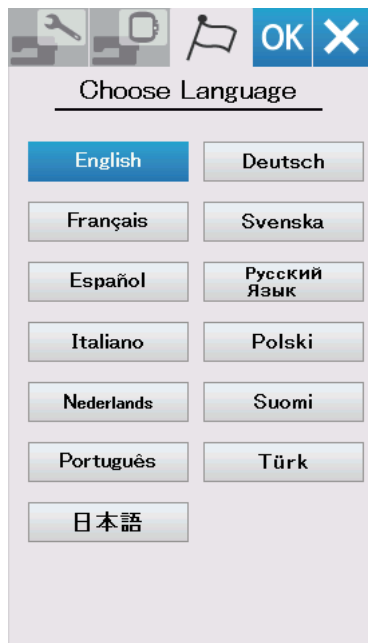 OK
Choose Language
English
Deutsch
Français
Svenska
Español
Русский
Язык
Italiano
Polski
Nederlands
Suomi
Português
Türk
日本語